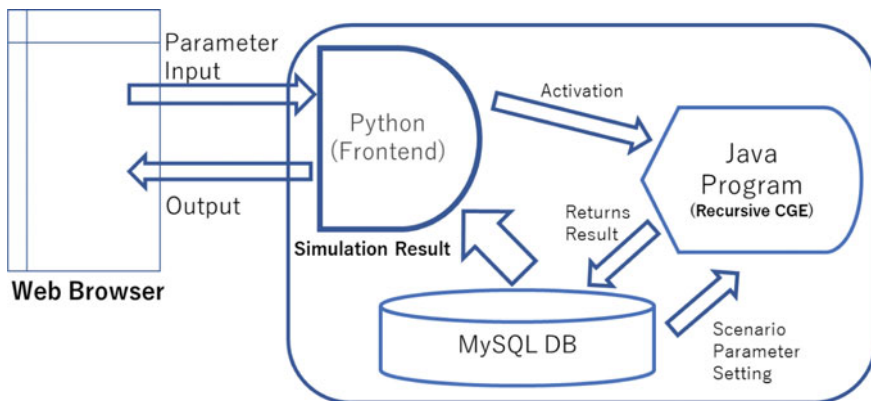 Parameter
Input
Python
(Frontend)
Activation
Java
Program
(Recursive CGE)
Output
Simulation Result
Returns
Result
Web Browser
MySQL DB
Scenario
Parameter
Setting